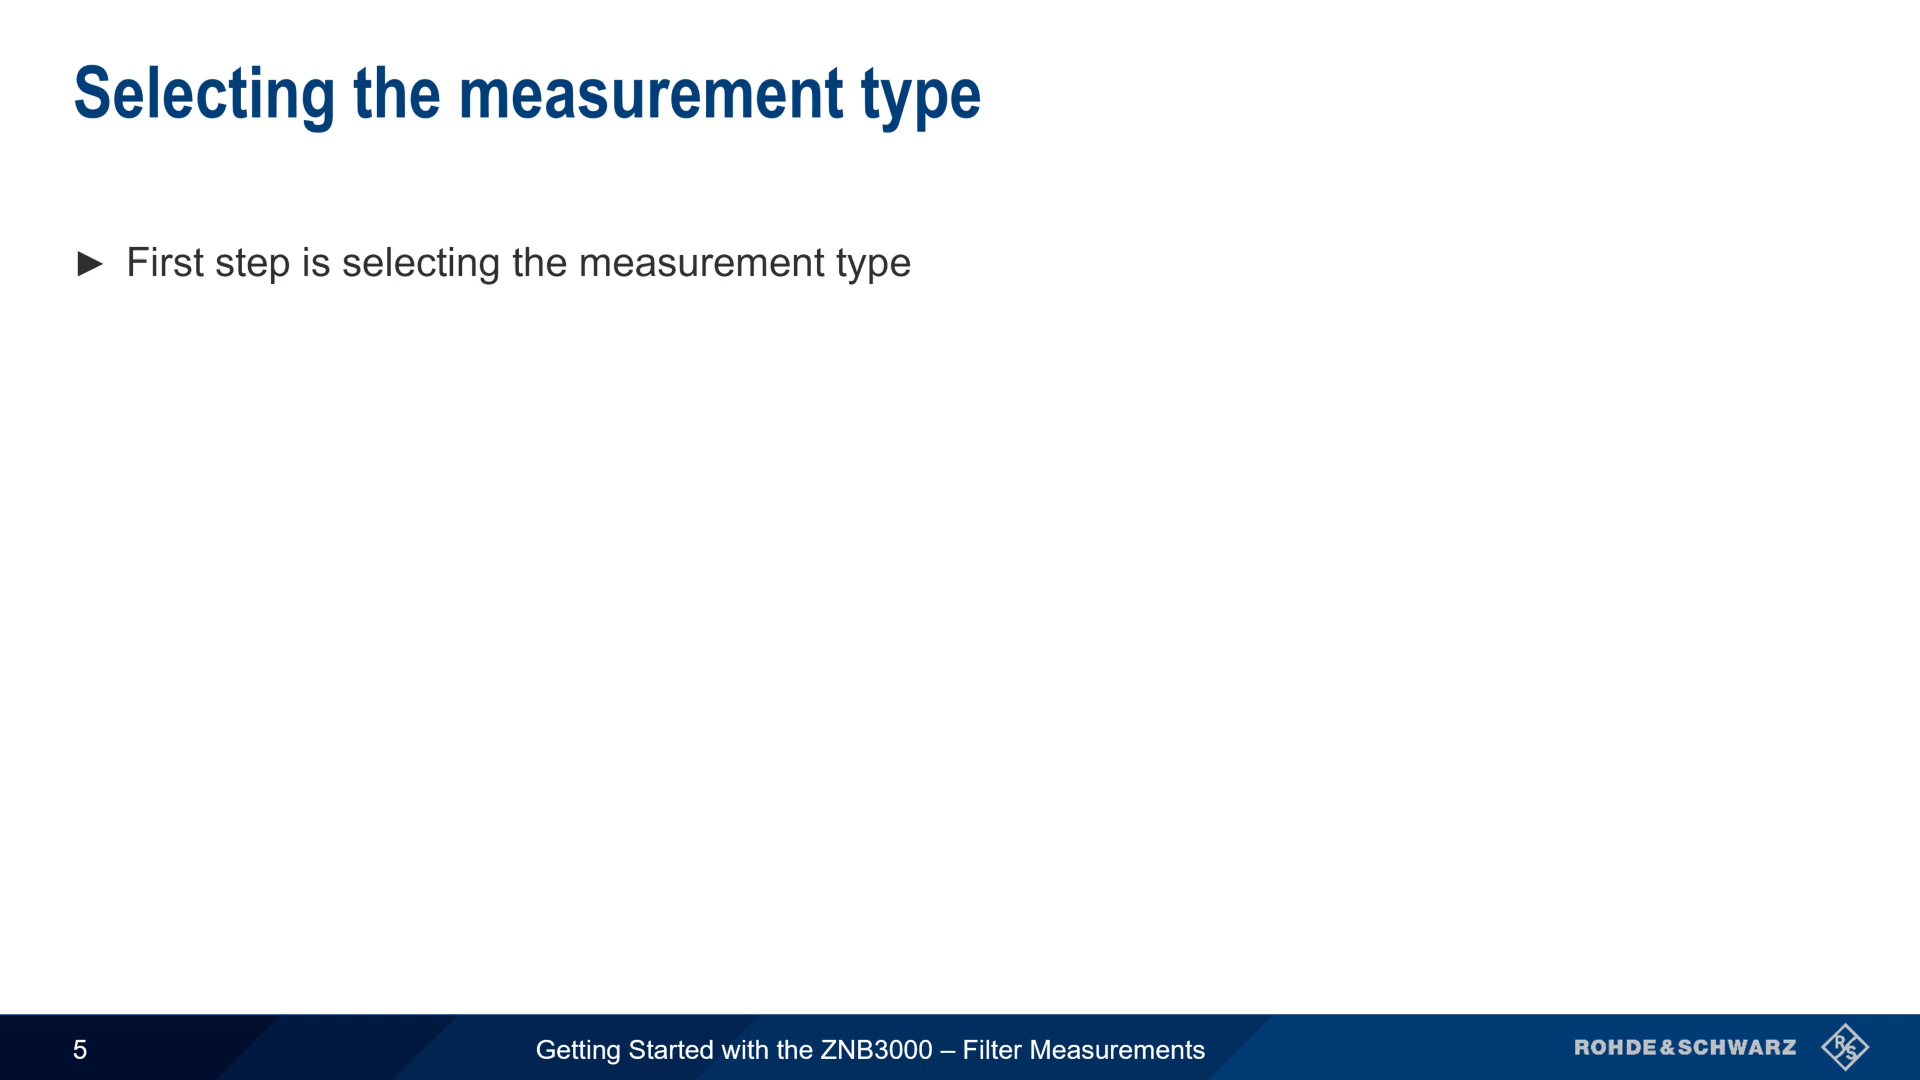 Selecting the measurement type
► First step is selecting the measurement type
5
Getting Started with the ZNB3000 – Filter Measurements
ROHDE&SCHWARZ
R&S